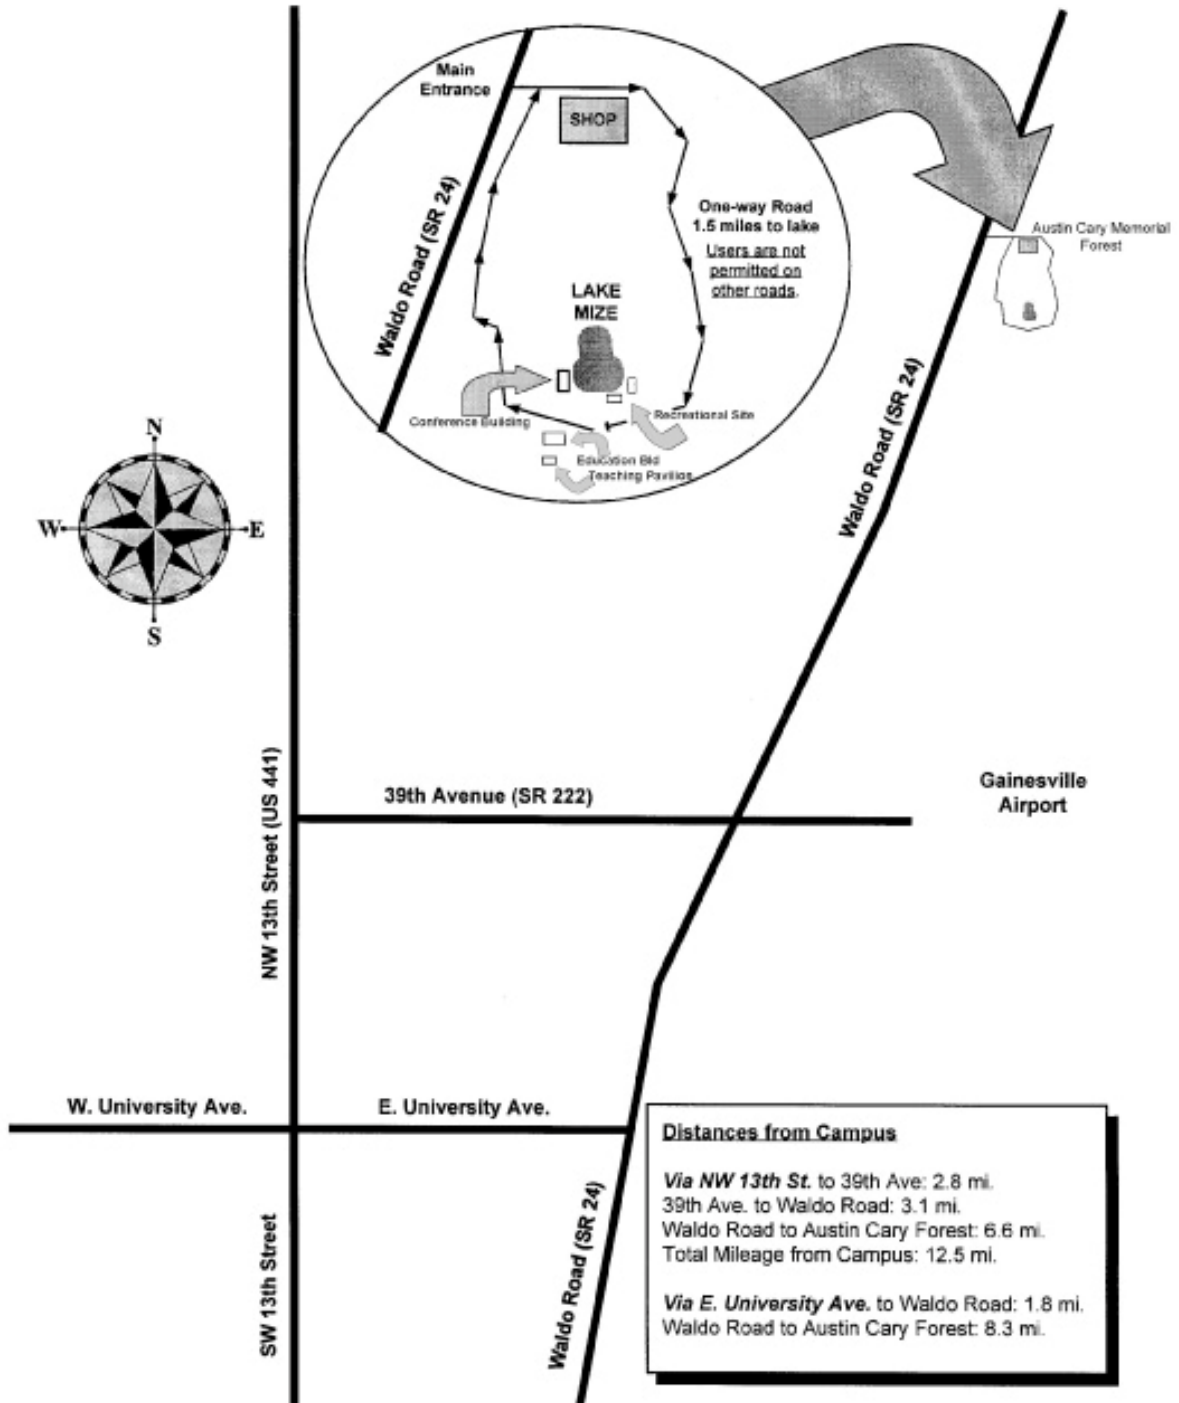 Main
Entrance
SHOP
Waldo Road (SR 24)
One-way Road
1.5 miles to lake
Users are not
permitted on
other roads.
LAKE
MIZE
Conference Building
Recreational Site
Education Bld
Teaching Pavilion
Austin Cary Memorial
Forest
Waldo Road (SR 24)
N
W
E
S
NW 13th Street (US 441)
39th Avenue (SR 222)
Gainesville
Airport
W. University Ave.
E. University Ave.
SW 13th Street
Waldo Road (SR 24)
Distances from Campus
Via NW 13th St. to 39th Ave: 2.8 mi.
39th Ave. to Waldo Road: 3.1 mi.
Waldo Road to Austin Cary Forest: 6.6 mi.
Total Mileage from Campus: 12.5 mi.
Via E. University Ave. to Waldo Road: 1.8 mi.
Waldo Road to Austin Cary Forest: 8.3 mi.